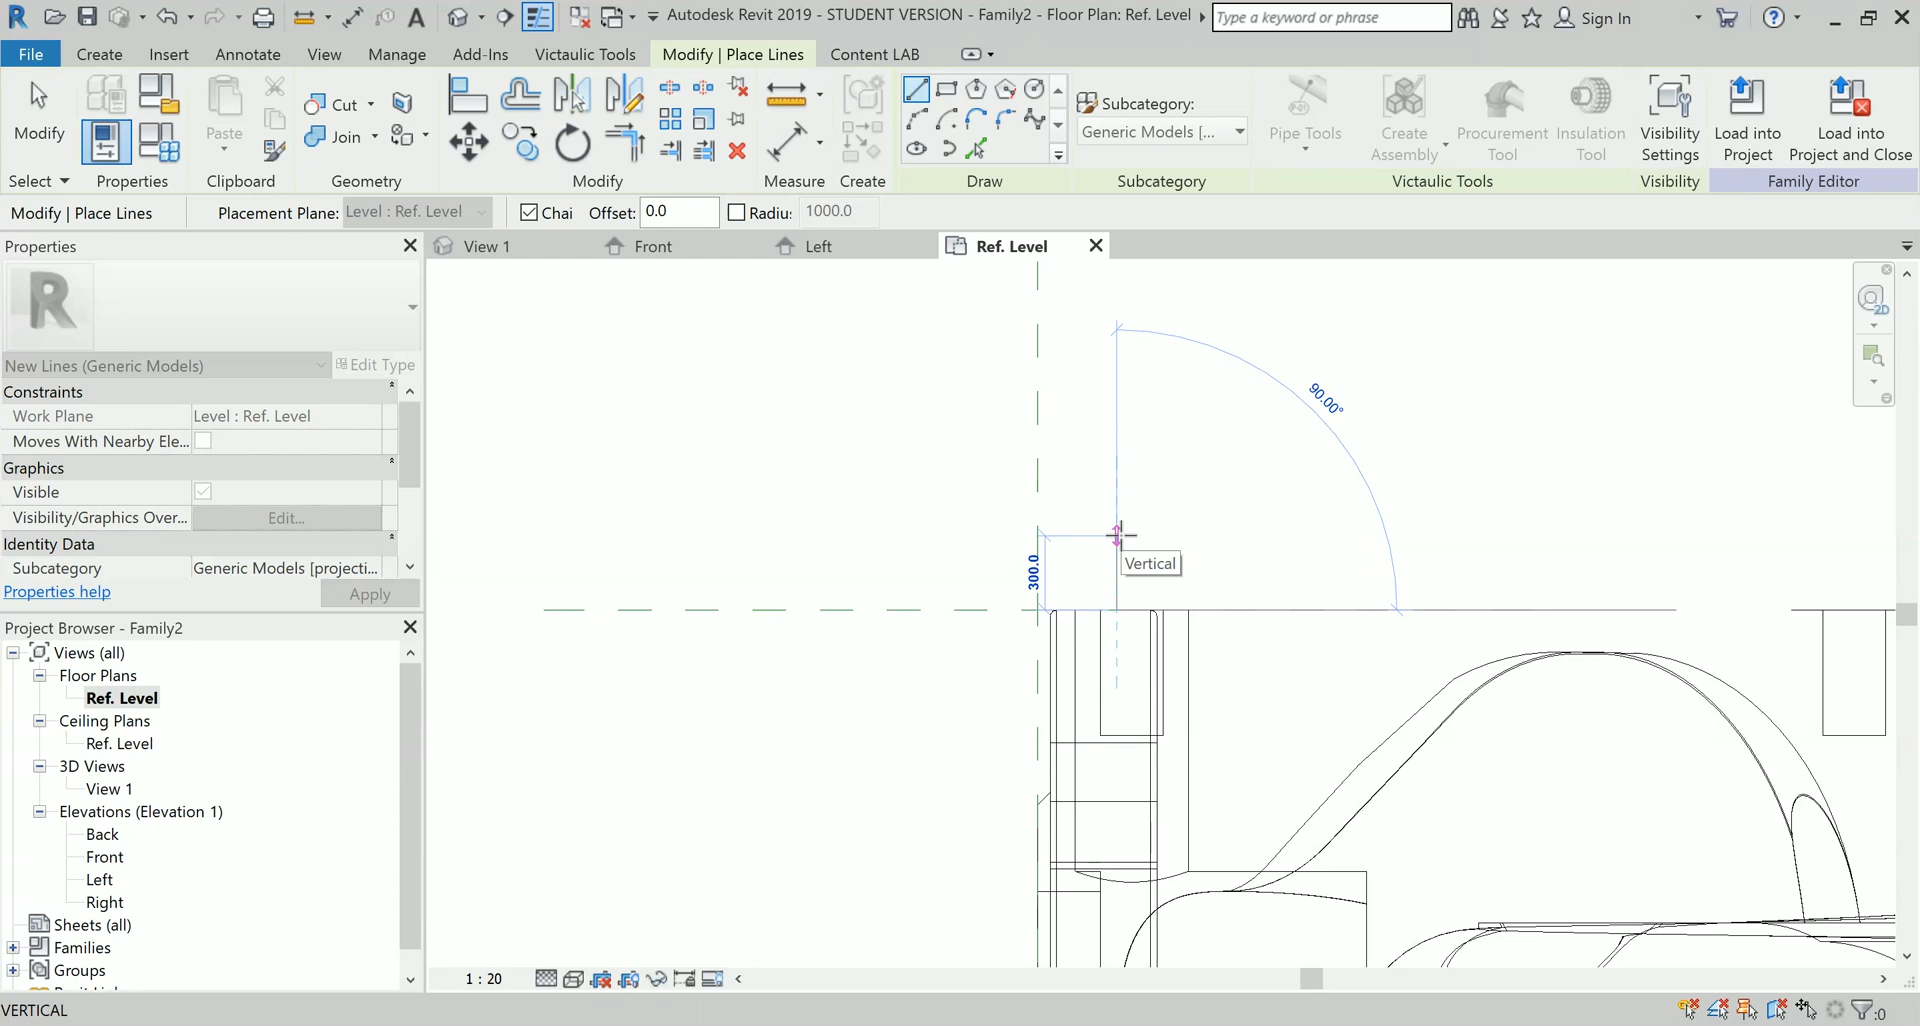 Autodesk Revit 2019 - STUDENT VERSION - Family2 - Floor Plan: Ref. Level
Type a keyword or phrase
Sign In
File Create Insert Annotate View Manage Add-Ins Victaulic Tools Modify | Place Lines Content LAB
Modify
Paste
Cut
Join
Subcategory:
Generic Models [...
Pipe Tools
Create Assembly
Procurement Tool
Insulation Tool
Visibility Settings
Load into Project
Load into Project and Close
Select Properties Clipboard Geometry Modify Measure Create Draw Subcategory Victaulic Tools Visibility Family Editor
Modify | Place Lines
Placement Plane: Level : Ref. Level
Chai Offset: 0.0
Radiu: 1000.0
Properties
View 1 Front Left Ref. Level
2D
R
New Lines (Generic Models)
Edit Type
Constraints
Work Plane Level : Ref. Level
Moves With Nearby Ele...
Graphics
Visible
Visibility/Graphics Over... Edit...
Identity Data
Subcategory Generic Models [projecti...
Properties help
Apply
90.00°
300.0
Vertical
Project Browser - Family2
Views (all)
Floor Plans
Ref. Level
Ceiling Plans
Ref. Level
3D Views
View 1
Elevations (Elevation 1)
Back
Front
Left
Right
Sheets (all)
Families
Groups
1 : 20
VERTICAL
:0